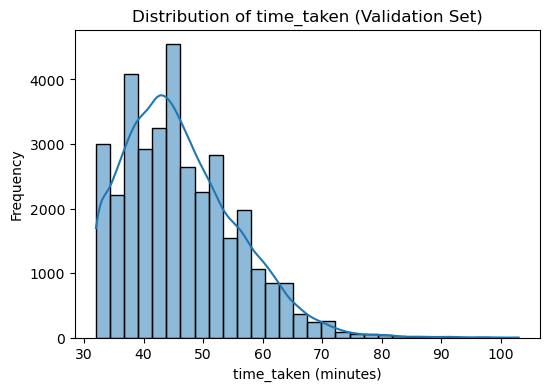 Distribution of time_taken (Validation Set)
Frequency
4000
3000
2000
1000
0
30 40 50 60 70 80 90 100
time_taken (minutes)